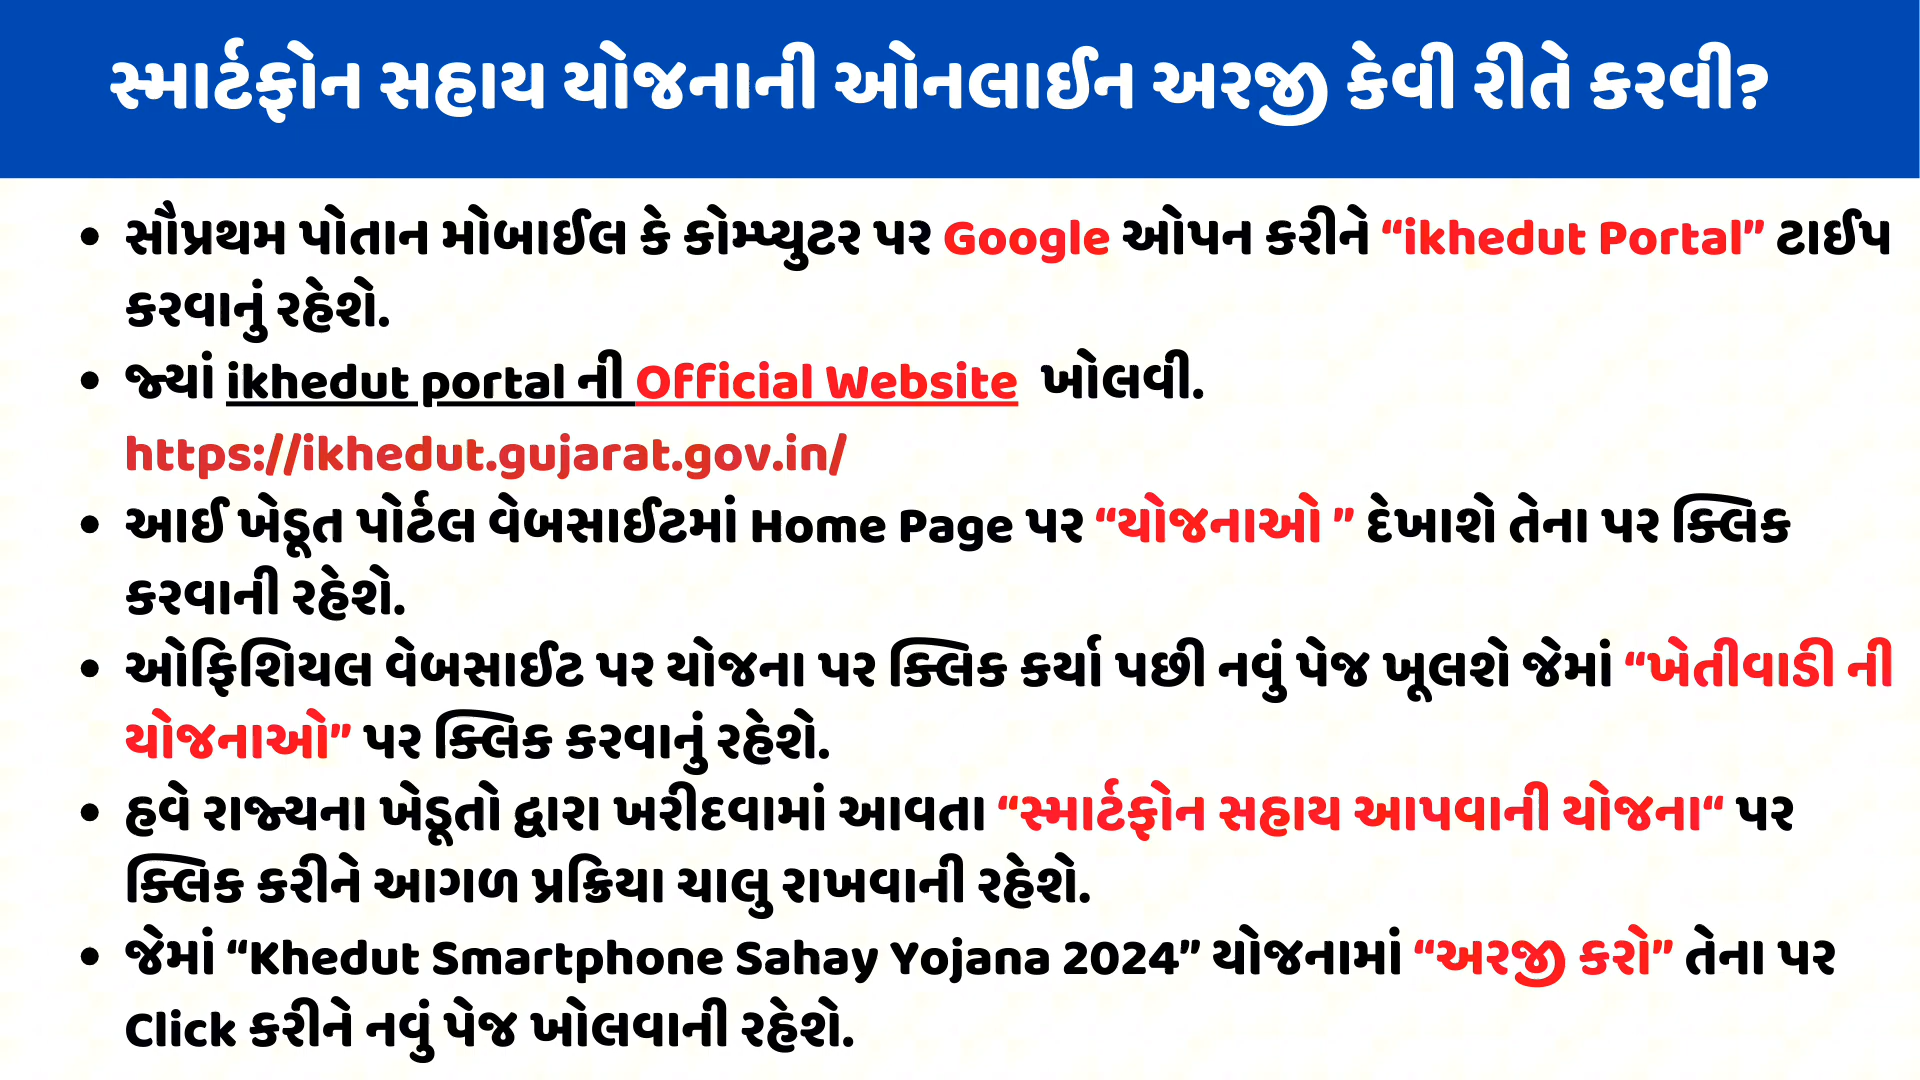 સ્માર્ટફોન સહાય યોજનાની ઓનલાઈન અરજી કેવી રીતે કરવી?
• સૌપ્રથમ પોતાન મોબાઈલ કે કોમ્પ્યુટર પર Google ઓપન કરીને “ikhedut Portal” ટાઈપ
કરવાનું રહેશે.
• જ્યાં ikhedut portal ની Official Website ખોલવી.
https://ikhedut.gujarat.gov.in/
• આઈ ખેડૂત પોર્ટલ વેબસાઈટમાં Home Page પર “યોજનાઓ ” દેખાશે તેના પર ક્લિક
કરવાની રહેશે.
• ઓફિશિયલ વેબસાઈટ પર યોજના પર ક્લિક કર્યા પછી નવું પેજ ખૂલશે જેમાં “ખેતીવાડી ની
યોજનાઓ” પર ક્લિક કરવાનું રહેશે.
• હવે રાજ્યના ખેડૂતો દ્વારા ખરીદવામાં આવતા “સ્માર્ટફોન સહાય આપવાની યોજના“ પર
ક્લિક કરીને આગળ પ્રક્રિયા ચાલુ રાખવાની રહેશે.
• જેમાં “Khedut Smartphone Sahay Yojana 2024” યોજનામાં “અરજી કરો” તેના પર
Click કરીને નવું પેજ ખોલવાની રહેશે.